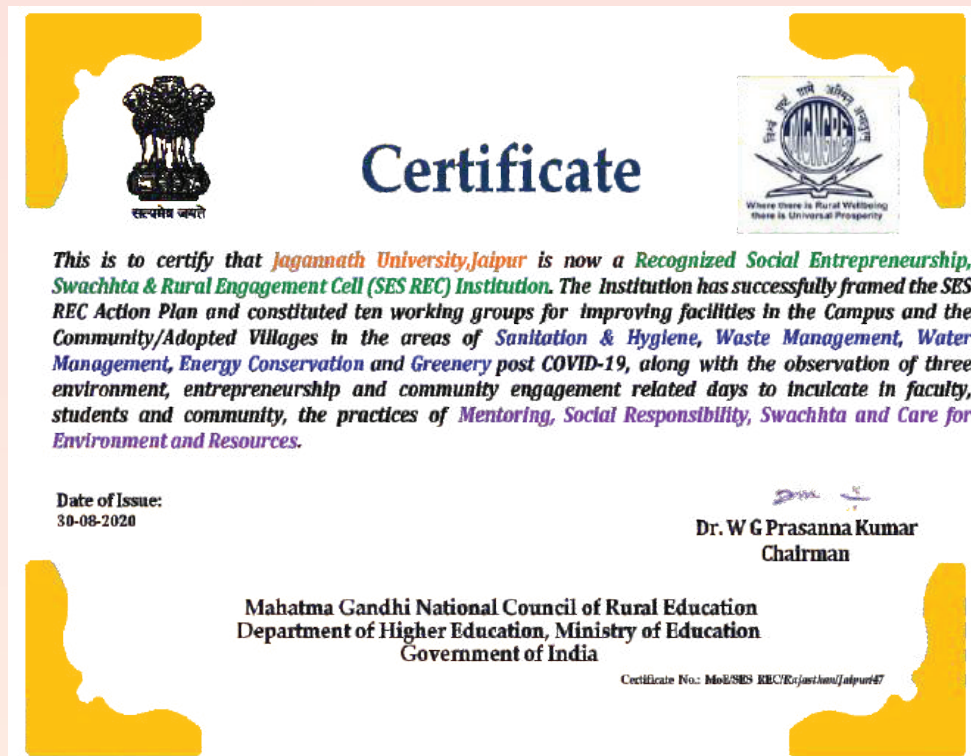 सत्यमेव जयते
Certificate
MGNCRE
Where there is Rural Wellbeing
there is Universal Prosperity
This is to certify that Jagannath University,Jaipur is now a Recognized Social Entrepreneurship,
Swachhta & Rural Engagement Cell (SES REC) Institution. The Institution has successfully framed the SES
REC Action Plan and constituted ten working groups for improving facilities in the Campus and the
Community/Adopted Villages in the areas of Sanitation & Hygiene, Waste Management, Water
Management, Energy Conservation and Greenery post COVID-19, along with the observation of three
environment, entrepreneurship and community engagement related days to inculcate in faculty,
students and community, the practices of Mentoring, Social Responsibility, Swachhta and Care for
Environment and Resources.
Date of Issue:
30-08-2020
Dr. W G Prasanna Kumar
Chairman
Mahatma Gandhi National Council of Rural Education
Department of Higher Education, Ministry of Education
Government of India
Certificate No.: MoE/SES REC/Rajasthan/Jaipur/47